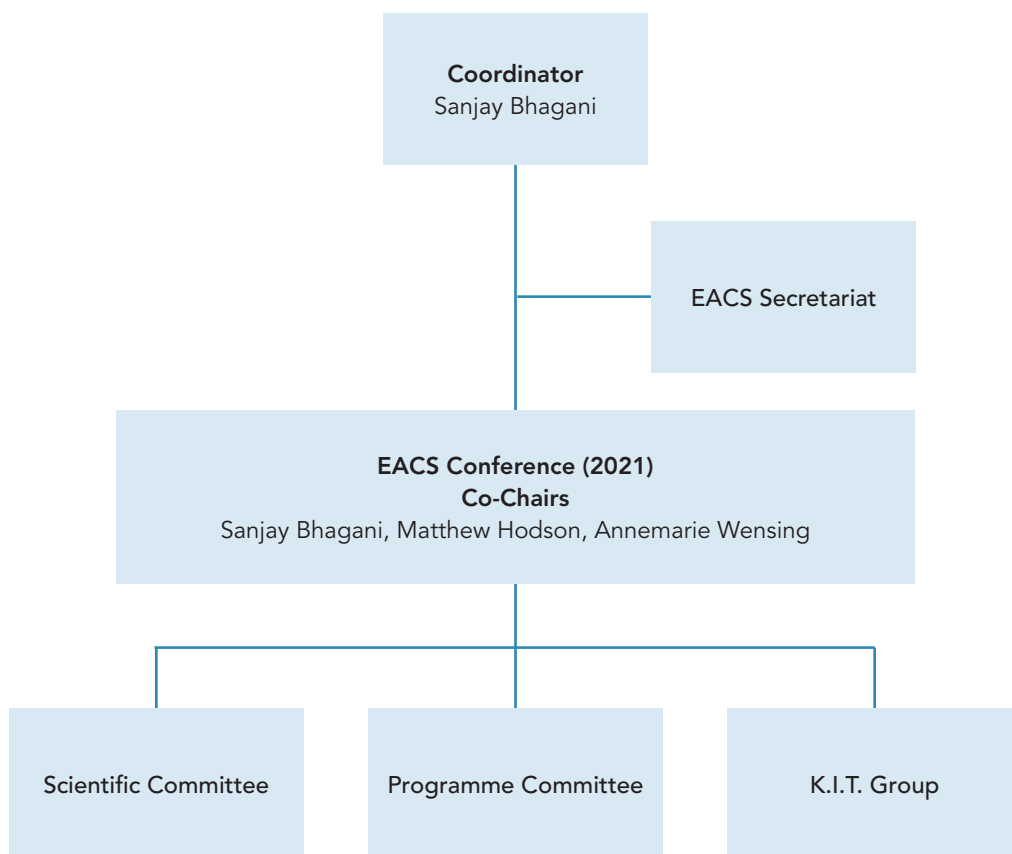 Coordinator
Sanjay Bhagani
EACS Secretariat
EACS Conference (2021)
Co-Chairs
Sanjay Bhagani, Matthew Hodson, Annemarie Wensing
Scientific Committee
Programme Committee
K.I.T. Group